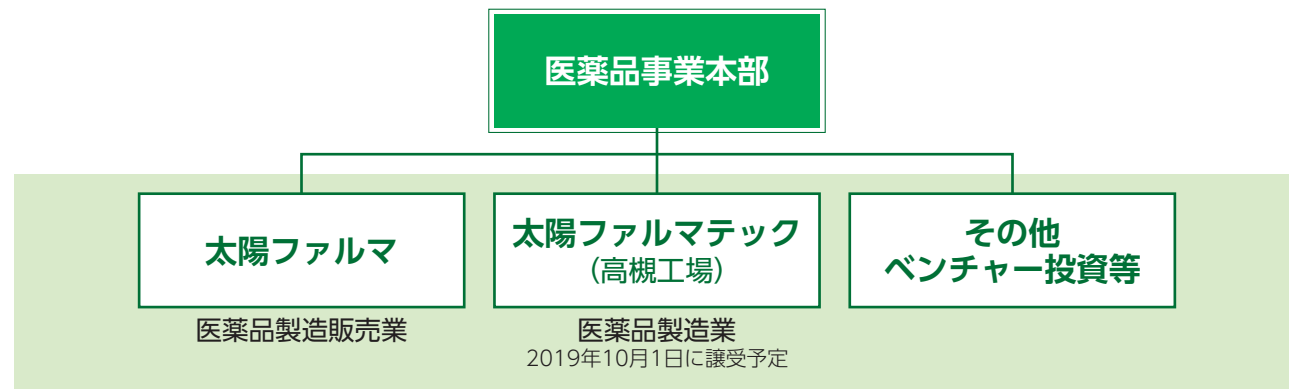 医薬品事業本部
太陽ファルマ
医薬品製造販売業
太陽ファルマテック
（高槻工場）
医薬品製造業
2019年10月1日に譲受予定
その他
ベンチャー投資等